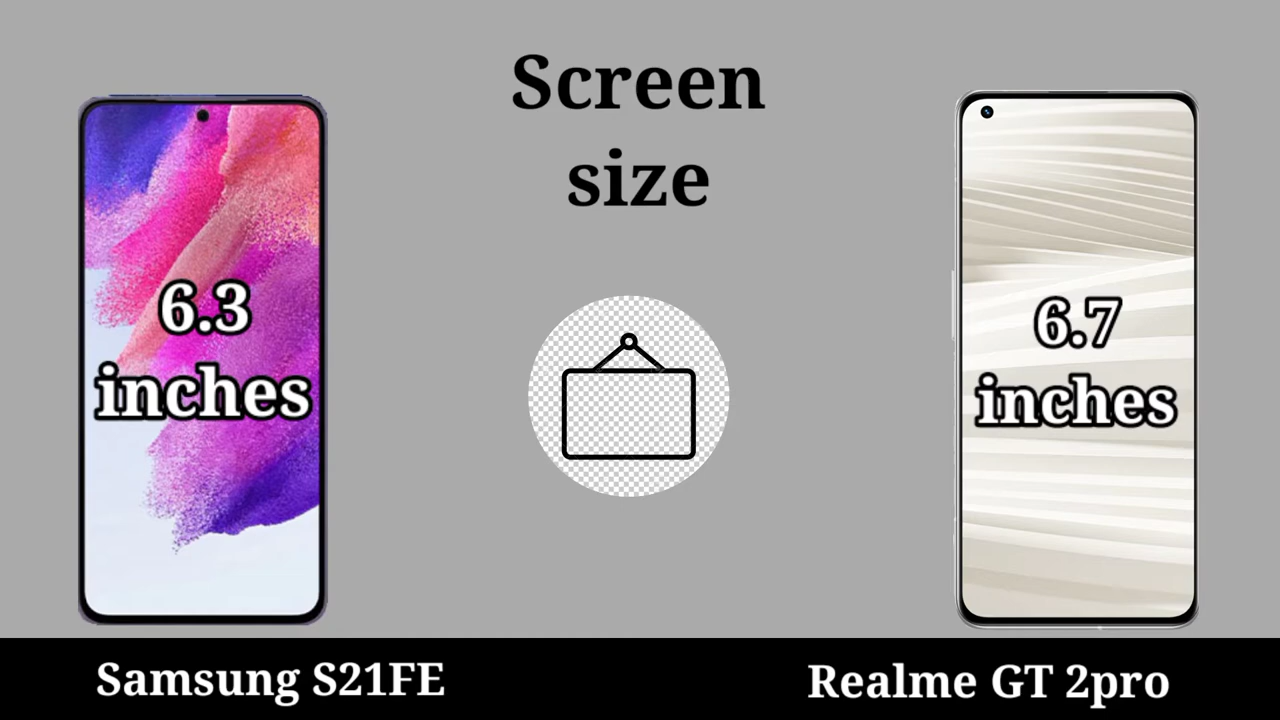 Screen
size
6.3
inches
6.7
inches
Samsung S21FE
Realme GT 2pro